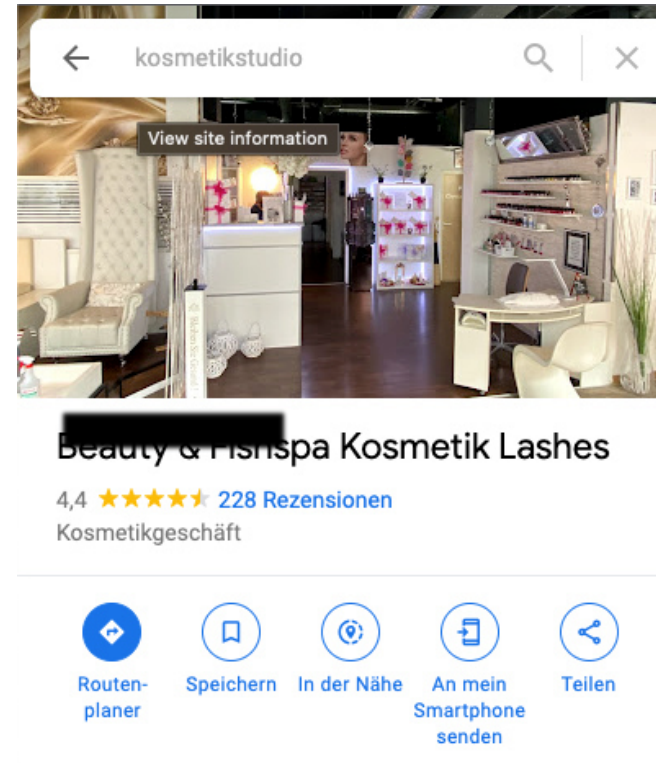 kosmetikstudio
View site information
Beauty & Fishspa Kosmetik Lashes
4,4 228 Rezensionen
Kosmetikgeschäft
Routen-
planer
Speichern
In der Nähe
An mein
Smartphone
senden
Teilen